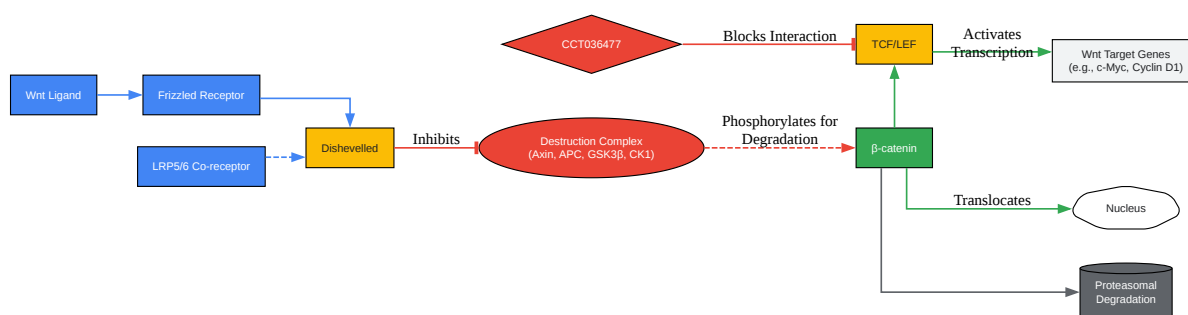 CCT036477
Blocks Interaction
TCF/LEF
Activates
Transcription
Wnt Target Genes
(e.g., c-Myc, Cyclin D1)
Wnt Ligand
Frizzled Receptor
LRP5/6 Co-receptor
Dishevelled
Inhibits
Destruction Complex
(Axin, APC, GSK3β, CK1)
Phosphorylates for
Degradation
β-catenin
Translocates
Nucleus
Proteasomal
Degradation